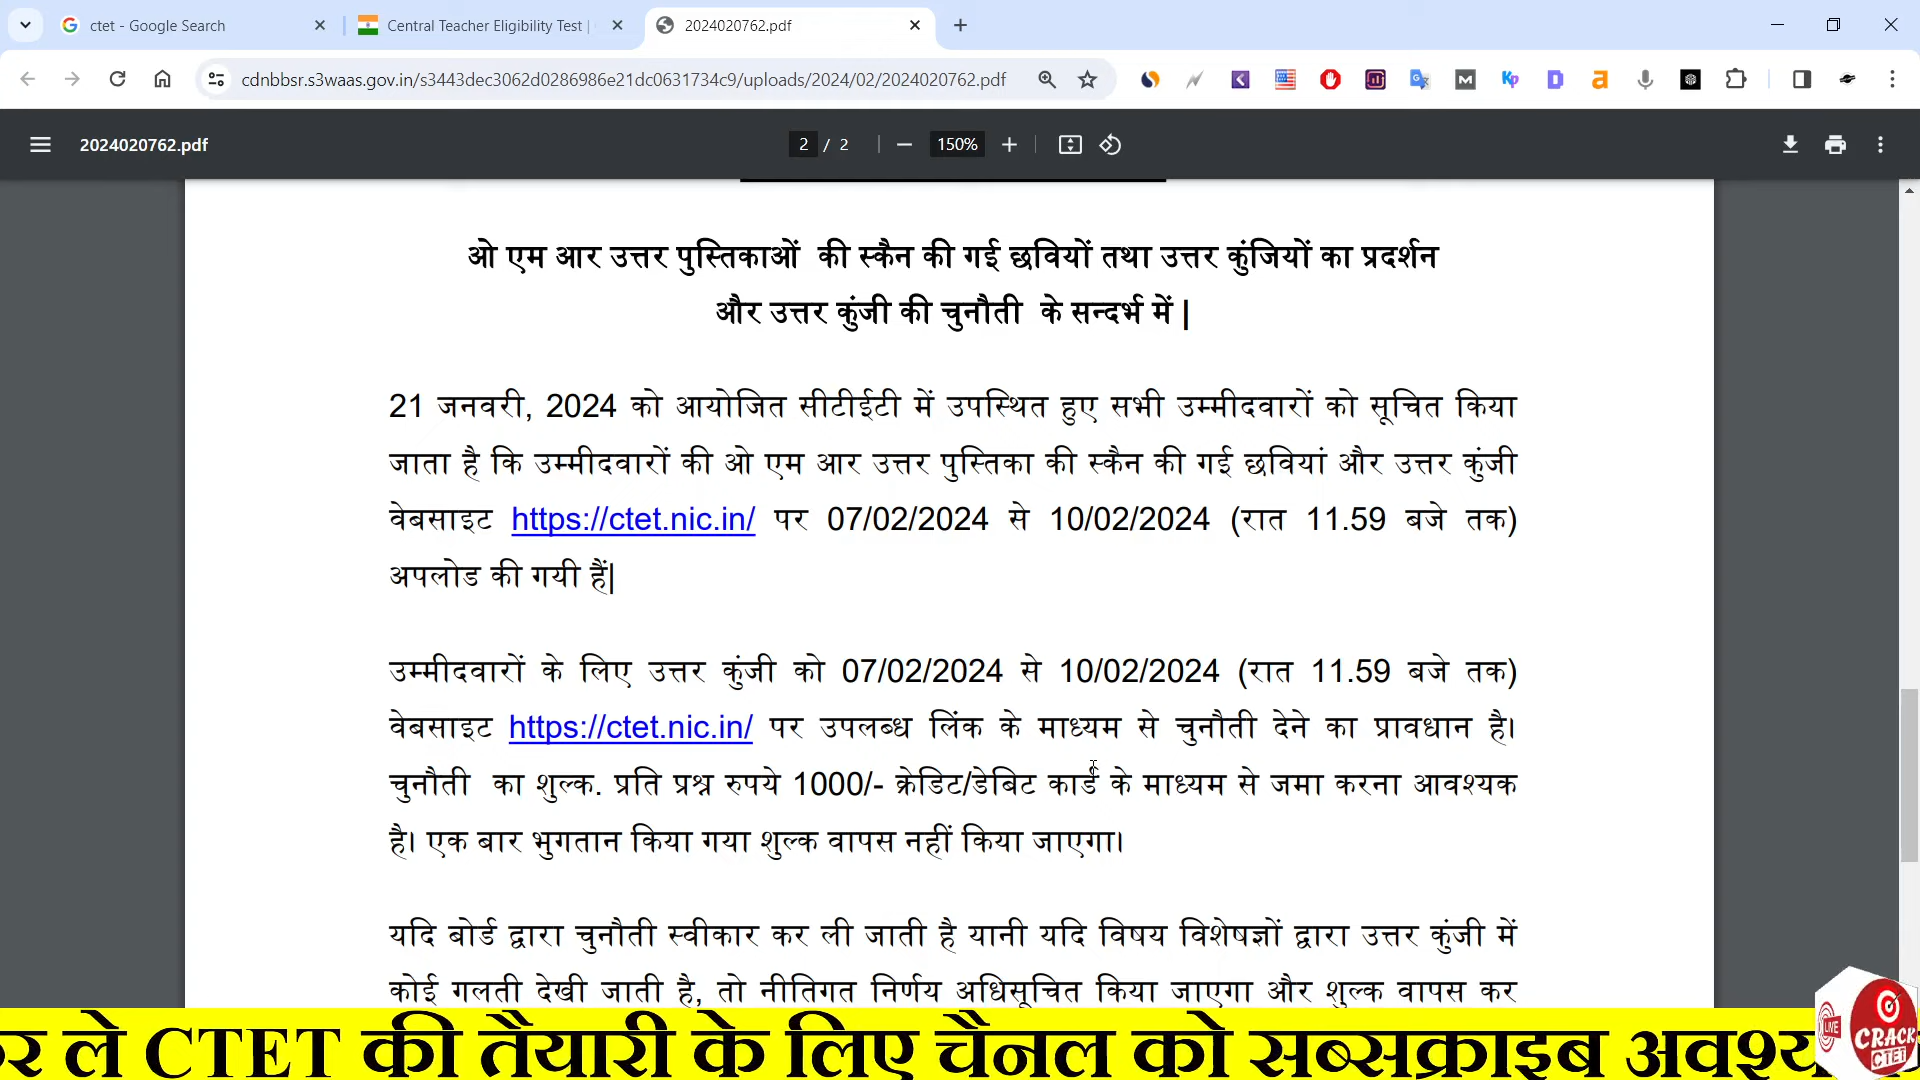 ctet - Google Search
Central Teacher Eligibility Test |
2024020762.pdf
cdnbbsr.s3waas.gov.in/s3443dec3062d0286986e21dc0631734c9/uploads/2024/02/2024020762.pdf
2024020762.pdf
2 / 2
150%
ओ एम आर उत्तर पुस्तिकाओं की स्कैन की गई छवियों तथा उत्तर कुंजियों का प्रदर्शन
और उत्तर कुंजी की चुनौती के सन्दर्भ में|
21 जनवरी, 2024 को आयोजित सीटीईटी में उपस्थित हुए सभी उम्मीदवारों को सूचित किया
जाता है कि उम्मीदवारों की ओ एम आर उत्तर पुस्तिका की स्कैन की गई छवियां और उत्तर कुंजी
वेबसाइट https://ctet.nic.in/ पर 07/02/2024 से 10/02/2024 (रात 11.59 बजे तक)
अपलोड की गयी हैं|
उम्मीदवारों के लिए उत्तर कुंजी को 07/02/2024 से 10/02/2024 (रात 11.59 बजे तक)
वेबसाइट https://ctet.nic.in/ पर उपलब्ध लिंक के माध्यम से चुनौती देने का प्रावधान है।
चुनौती का शुल्क. प्रति प्रश्न रुपये 1000/- क्रेडिट/डेबिट कार्ड के माध्यम से जमा करना आवश्यक
है। एक बार भुगतान किया गया शुल्क वापस नहीं किया जाएगा।
यदि बोर्ड द्वारा चुनौती स्वीकार कर ली जाती है यानी यदि विषय विशेषज्ञों द्वारा उत्तर कुंजी में
कोई गलती देखी जाती है, तो नीतिगत निर्णय अधिसूचित किया जाएगा और शुल्क वापस कर
कर ले CTET की तैयारी के लिए चैनल को सब्सक्राइब अवश्य
LIVE
CRACK
CTET